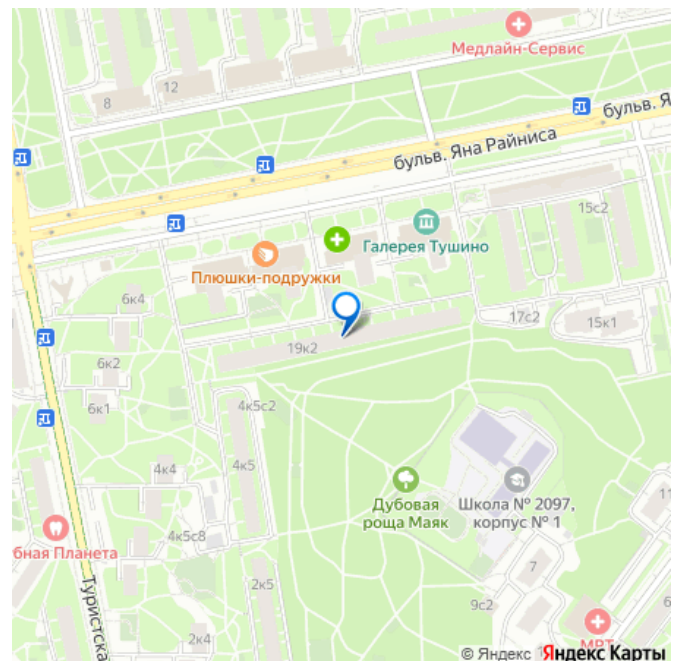 Медлайн-Сервис
12
8
бульв. Я
бульв. Яна Райниса
15с2
Галерея Тушино
Плюшки-подружки
6к4
17с2
15к1
19к2
6к2
6к1
4к5с2
4к4
4к5
Дубовая
роща Маяк
Школа № 2097,
корпус № 1
4к5с8
бная Планета
7
2к5
Туристска
9с2
2к4
МРТ
© Яндекс Яндекс Карты